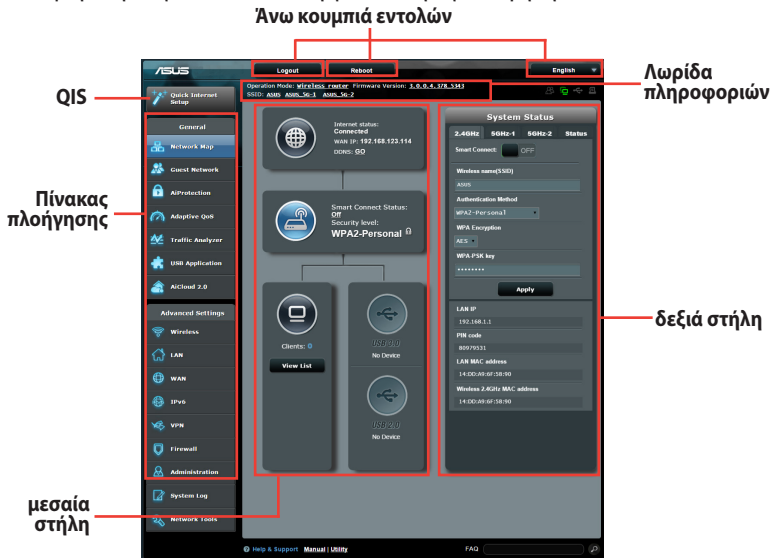 Άνω κουμπιά εντολών
QIS
Πίνακας
πλοήγησης
μεσαία
στήλη
Λωρίδα
πληροφοριών
δεξιά στήλη
ASUS
Logout
Reboot
English
Operation Mode: Wireless router Firmware Version: 3.0.0.4.378_5343
SSID: ASUS ASUS_5G-1 ASUS_5G-2
Quick Internet
Setup
General
Network Map
Guest Network
AiProtection
Adaptive QoS
Traffic Analyzer
USB Application
AiCloud 2.0
Advanced Settings
Wireless
LAN
WAN
IPv6
VPN
Firewall
Administration
System Log
Network Tools
Internet status:
Connected
WAN IP: 192.168.123.114
DDNS: GO
Smart Connect Status:
Off
Security level:
WPA2-Personal
Clients: 0
View List
USB 3.0
No Device
USB 2.0
No Device
System Status
2.4GHz 5GHz-1 5GHz-2 Status
Smart Connect: OFF
Wireless name(SSID)
ASUS
Authentication Method
WPA2-Personal
WPA Encryption
AES
WPA-PSK key
••••••••
Apply
LAN IP
192.168.1.1
PIN code
80979531
LAN MAC address
14:DD:A9:6F:58:90
Wireless 2.4GHz MAC address
14:DD:A9:6F:58:90
Help & Support Manual | Utility
FAQ